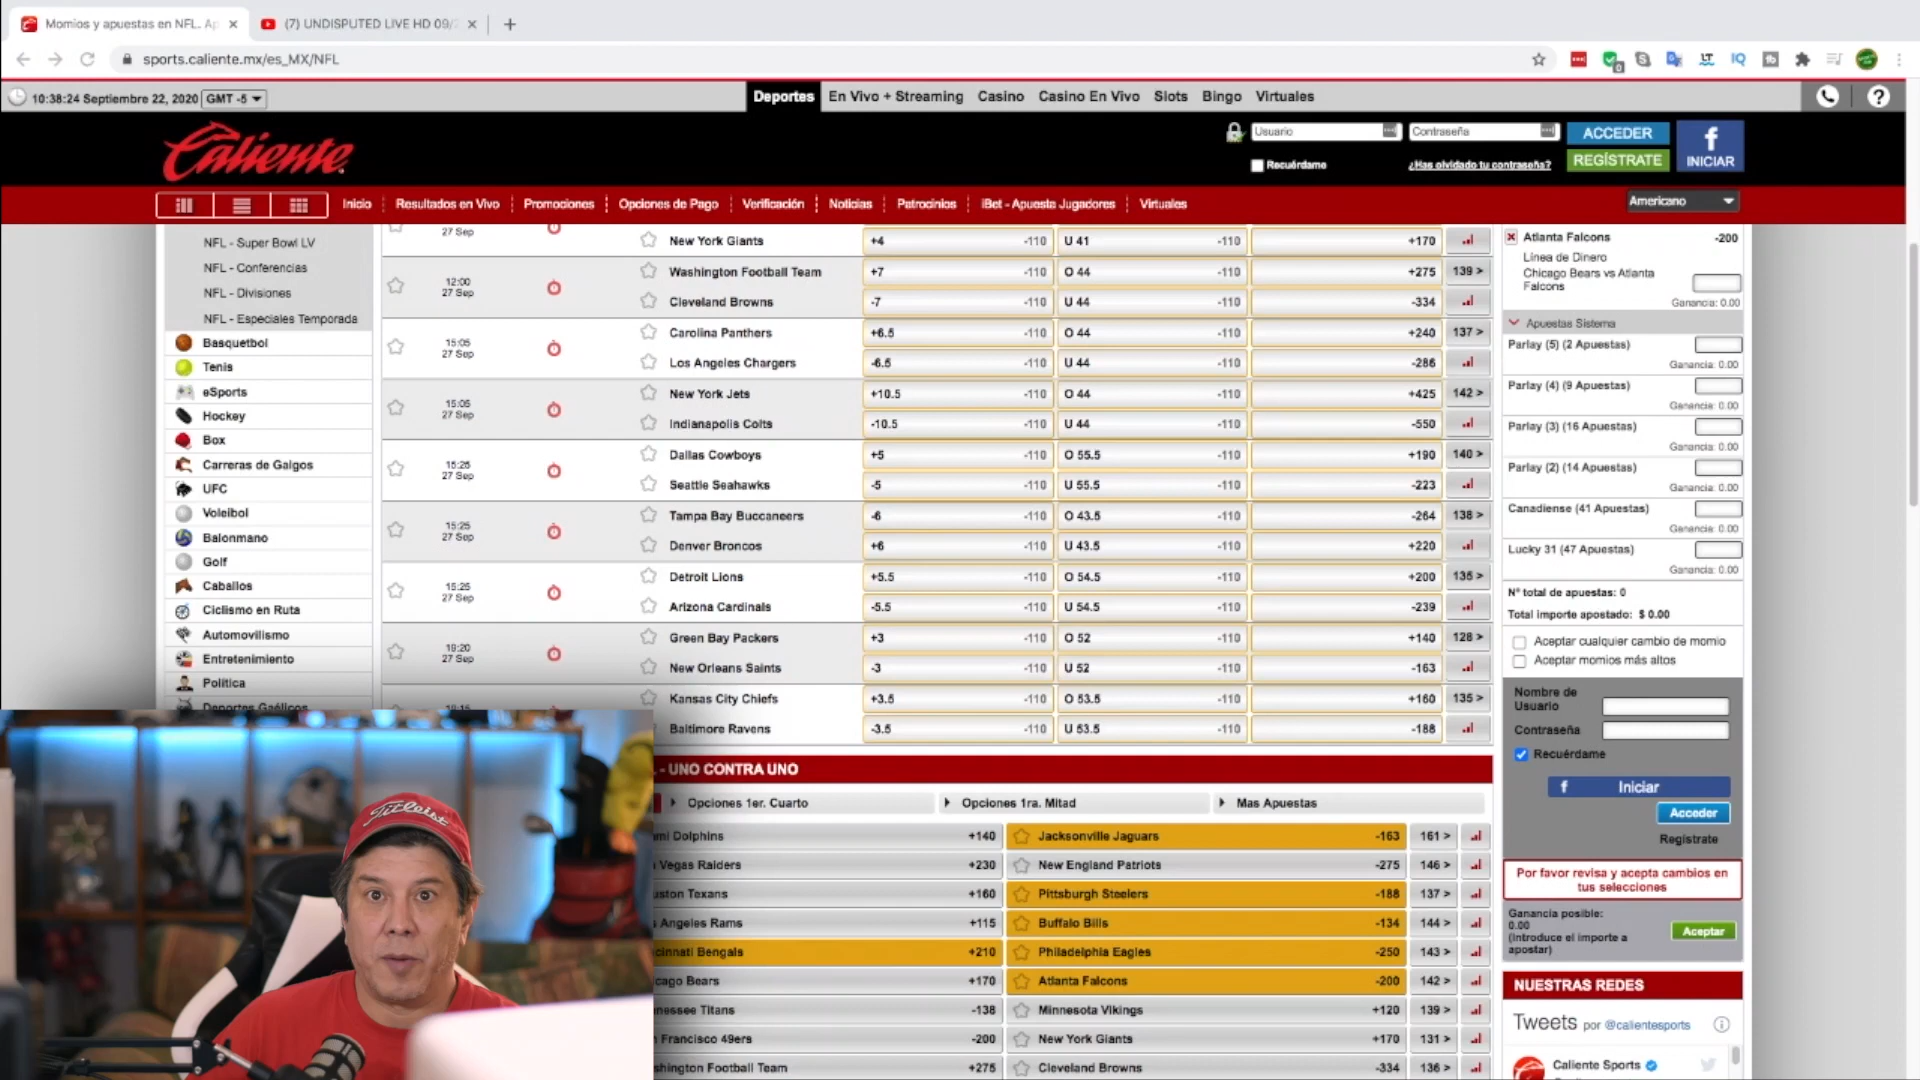 Momios y apuestas en NFL. Ap
(7) UNDISPUTED LIVE HD 09/
sports.caliente.mx/es_MX/NFL
10:38:24 Septiembre 22, 2020 GMT -5
Deportes En Vivo + Streaming Casino Casino En Vivo Slots Bingo Virtuales
Caliente
Usuario Contraseña ACCEDER
Recuérdame ¿Has olvidado tu contraseña? REGÍSTRATE
f INICIAR
Inicio Resultados en Vivo Promociones Opciones de Pago Verificación Noticias Patrocinios iBet - Apuesta Jugadores Virtuales Americano
NFL - Super Bowl LV
NFL - Conferencias
NFL - Divisiones
NFL - Especiales Temporada
Basquetbol
Tenis
eSports
Hockey
Box
Carreras de Galgos
UFC
Voleibol
Balonmano
Golf
Caballos
Ciclismo en Ruta
Automovilismo
Entretenimiento
Política
Deportes Gaélicos
27 Sep
New York Giants +4 -110 U 41 -110 +170
12:00
27 Sep
Washington Football Team +7 -110 O 44 -110 +275 139 >
Cleveland Browns -7 -110 U 44 -110 -334
15:05
27 Sep
Carolina Panthers +6.5 -110 O 44 -110 +240 137 >
Los Angeles Chargers -6.5 -110 U 44 -110 -286
15:05
27 Sep
New York Jets +10.5 -110 O 44 -110 +425 142 >
Indianapolis Colts -10.5 -110 U 44 -110 -550
15:25
27 Sep
Dallas Cowboys +5 -110 O 55.5 -110 +190 140 >
Seattle Seahawks -5 -110 U 55.5 -110 -223
15:25
27 Sep
Tampa Bay Buccaneers -6 -110 O 43.5 -110 -264 138 >
Denver Broncos +6 -110 U 43.5 -110 +220
15:25
27 Sep
Detroit Lions +5.5 -110 O 54.5 -110 +200 135 >
Arizona Cardinals -5.5 -110 U 54.5 -110 -239
18:20
27 Sep
Green Bay Packers +3 -110 O 52 -110 +140 128 >
New Orleans Saints -3 -110 U 52 -110 -163
Kansas City Chiefs +3.5 -110 O 53.5 -110 +160 135 >
Baltimore Ravens -3.5 -110 U 53.5 -110 -188
- UNO CONTRA UNO
Opciones 1er. Cuarto Opciones 1ra. Mitad Mas Apuestas
mi Dolphins +140 Jacksonville Jaguars -163 161 >
Vegas Raiders +230 New England Patriots -275 146 >
uston Texans +160 Pittsburgh Steelers -188 137 >
Angeles Rams +115 Buffalo Bills -134 144 >
cinnati Bengals +210 Philadelphia Eagles -250 143 >
cago Bears +170 Atlanta Falcons -200 142 >
nessee Titans -138 Minnesota Vikings +120 139 >
Francisco 49ers -200 New York Giants +170 131 >
shington Football Team +275 Cleveland Browns -334 136 >
Atlanta Falcons -200
Línea de Dinero
Chicago Bears vs Atlanta
Falcons
Ganancia: 0.00
Apuestas Sistema
Parlay (5) (2 Apuestas)
Ganancia: 0.00
Parlay (4) (9 Apuestas)
Ganancia: 0.00
Parlay (3) (16 Apuestas)
Ganancia: 0.00
Parlay (2) (14 Apuestas)
Ganancia: 0.00
Canadiense (41 Apuestas)
Ganancia: 0.00
Lucky 31 (47 Apuestas)
Ganancia: 0.00
Nº total de apuestas: 0
Total importe apostado: $ 0.00
Aceptar cualquier cambio de momio
Aceptar momios más altos
Nombre de
Usuario
Contraseña
Recuérdame
f Iniciar
Acceder
Regístrate
Por favor revisa y acepta cambios en
tus selecciones
Ganancia posible:
0.00
(Introduce el importe a
apostar)
Aceptar
NUESTRAS REDES
Tweets por @calientesports
Caliente Sports
Titleist